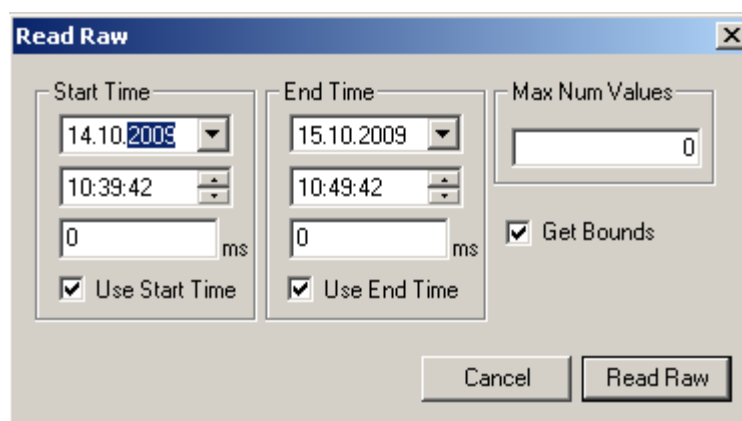 Read Raw
Start Time
14.10.2009
10:39:42
0 ms
Use Start Time
End Time
15.10.2009
10:49:42
0 ms
Use End Time
Max Num Values
0
Get Bounds
Cancel
Read Raw